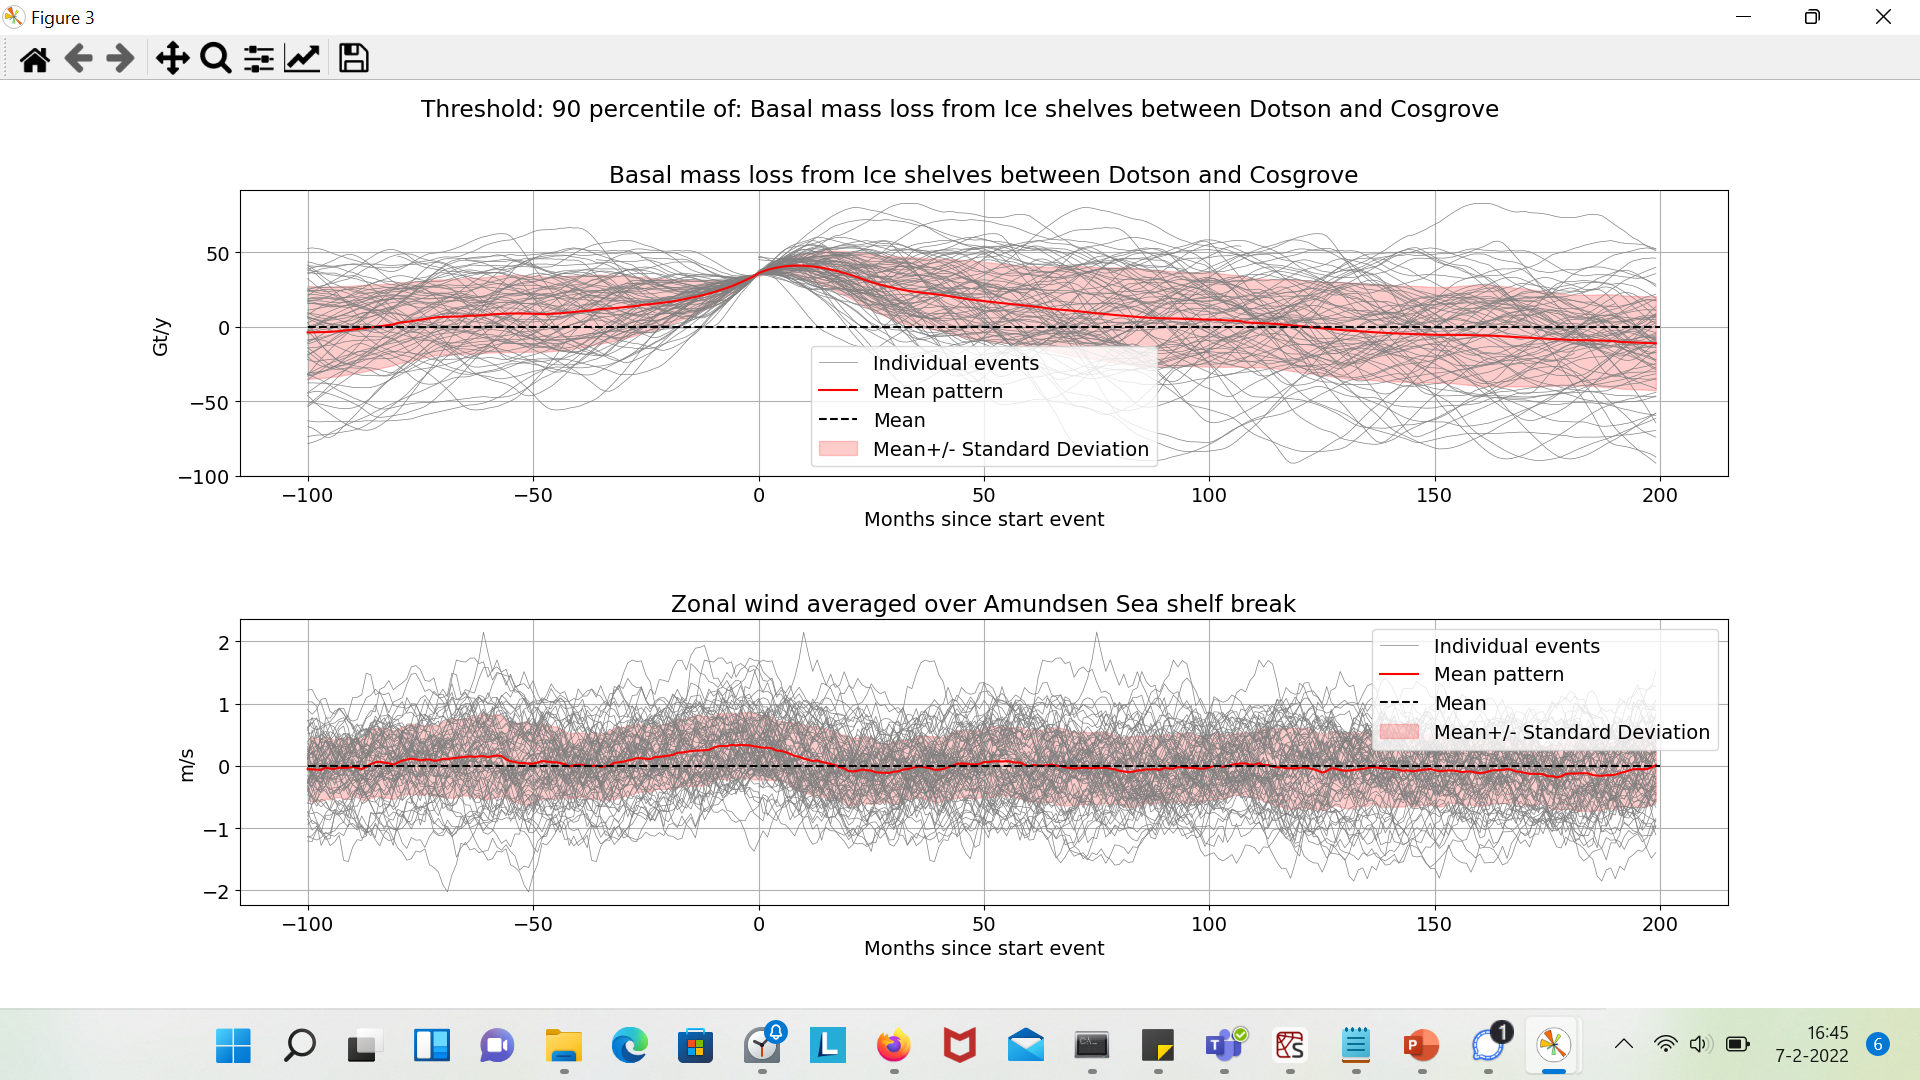 Figure 3
Threshold: 90 percentile of: Basal mass loss from Ice shelves between Dotson and Cosgrove
Basal mass loss from Ice shelves between Dotson and Cosgrove
50
0
−50
−100
Gt/y
Individual events
Mean pattern
Mean
Mean+/- Standard Deviation
−100 −50 0 50 100 150 200
Months since start event
Zonal wind averaged over Amundsen Sea shelf break
2
1
0
−1
−2
m/s
Individual events
Mean pattern
Mean
Mean+/- Standard Deviation
−100 −50 0 50 100 150 200
Months since start event
L
C:\_
T
P
1
16:45
7-2-2022
6